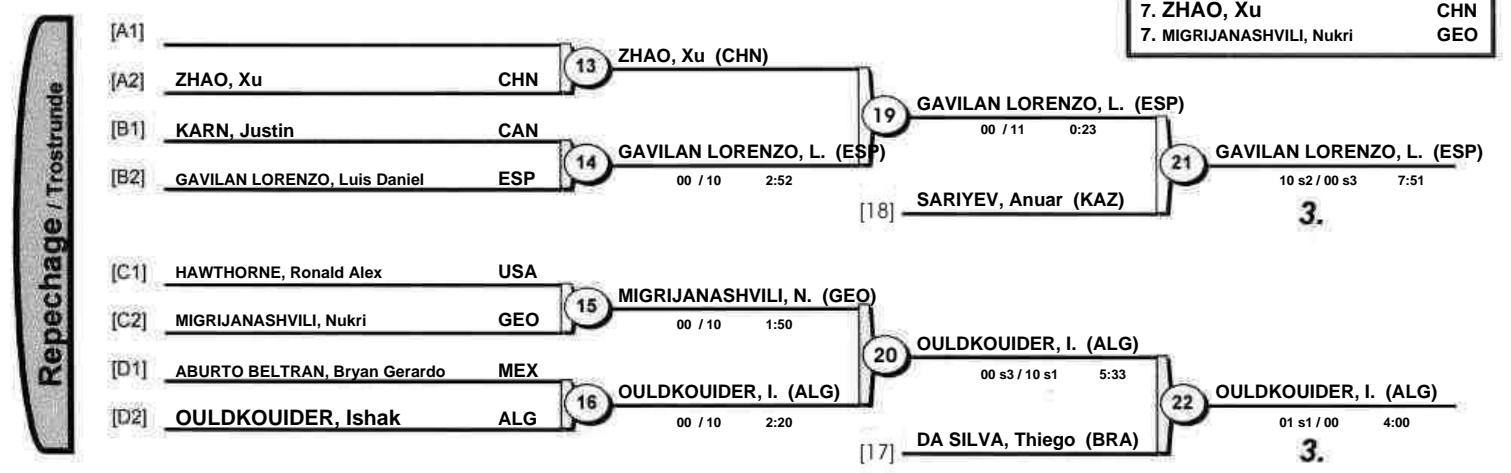 7. ZHAO, Xu CHN
7. MIGRIJANASHVILI, Nukri GEO
Repechage / Trostrunde
[A1]
[A2] ZHAO, Xu CHN
13 ZHAO, Xu (CHN)
[B1] KARN, Justin CAN
[B2] GAVILAN LORENZO, Luis Daniel ESP
14 GAVILAN LORENZO, L. (ESP)
00 / 10 2:52
19 GAVILAN LORENZO, L. (ESP)
00 / 11 0:23
[18] SARIYEV, Anuar (KAZ)
21 GAVILAN LORENZO, L. (ESP)
10 s2 / 00 s3 7:51
3.
[C1] HAWTHORNE, Ronald Alex USA
[C2] MIGRIJANASHVILI, Nukri GEO
15 MIGRIJANASHVILI, N. (GEO)
00 / 10 1:50
[D1] ABURTO BELTRAN, Bryan Gerardo MEX
[D2] OULDKOUIDER, Ishak ALG
16 OULDKOUIDER, I. (ALG)
00 / 10 2:20
20 OULDKOUIDER, I. (ALG)
00 s3 / 10 s1 5:33
[17] DA SILVA, Thiego (BRA)
22 OULDKOUIDER, I. (ALG)
01 s1 / 00 4:00
3.